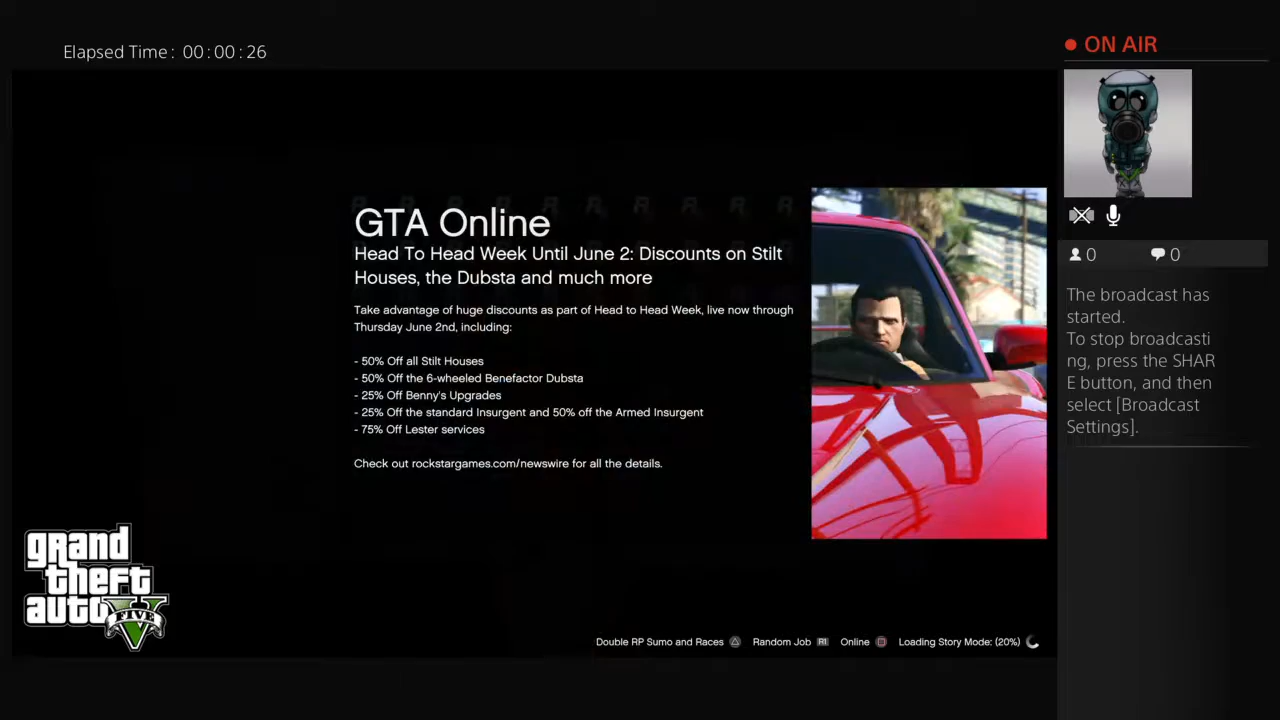 Elapsed Time: 00:00:26
ON AIR
GTA Online
Head To Head Week Until June 2: Discounts on Stilt
Houses, the Dubsta and much more
Take advantage of huge discounts as part of Head to Head Week, live now through
Thursday June 2nd, including:
- 50% Off all Stilt Houses
- 50% Off the 6-wheeled Benefactor Dubsta
- 25% Off Benny's Upgrades
- 25% Off the standard Insurgent and 50% off the Armed Insurgent
- 75% Off Lester services
Check out rockstargames.com/newswire for all the details.
0 0
The broadcast has
started.
To stop broadcasti
ng, press the SHAR
E button, and then
select [Broadcast
Settings].
grand
theft
auto
FIVE
V
Double RP Sumo and Races Random Job R1 Online Loading Story Mode: (20%)